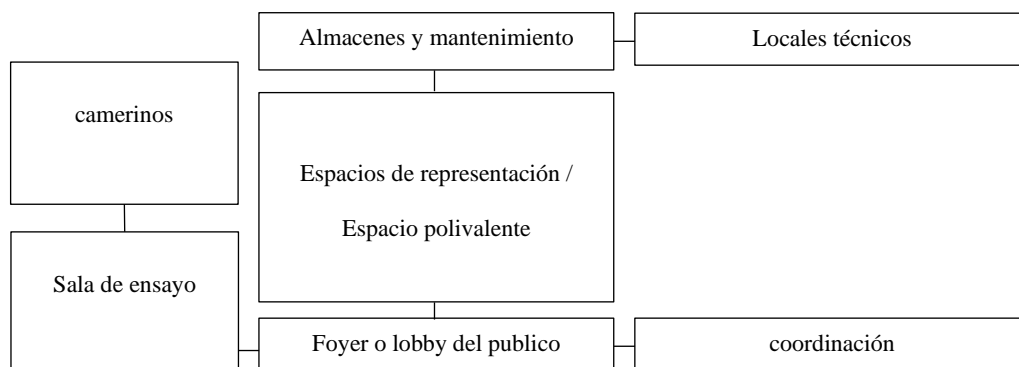 Almacenes y mantenimiento
Locales técnicos
camerinos
Espacios de representación /
Espacio polivalente
Sala de ensayo
Foyer o lobby del publico
coordinación